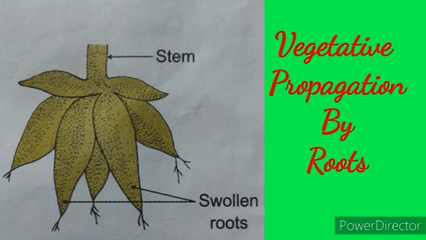 Stem
Swollen
roots
Vegetative
Propagation
By
Roots
PowerDirector